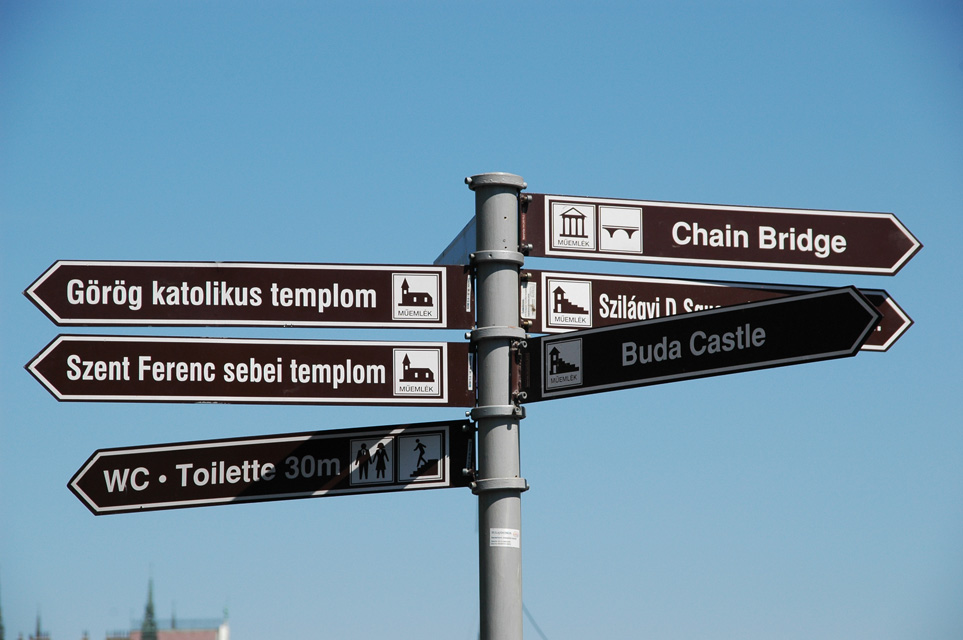 MŰEMLÉK
Chain Bridge
Görög katolikus templom
MŰEMLÉK
MŰEMLÉK
Szilágyi D.
Szent Ferenc sebei templom
MŰEMLÉK
MŰEMLÉK
Buda Castle
WC • Toilette 30m